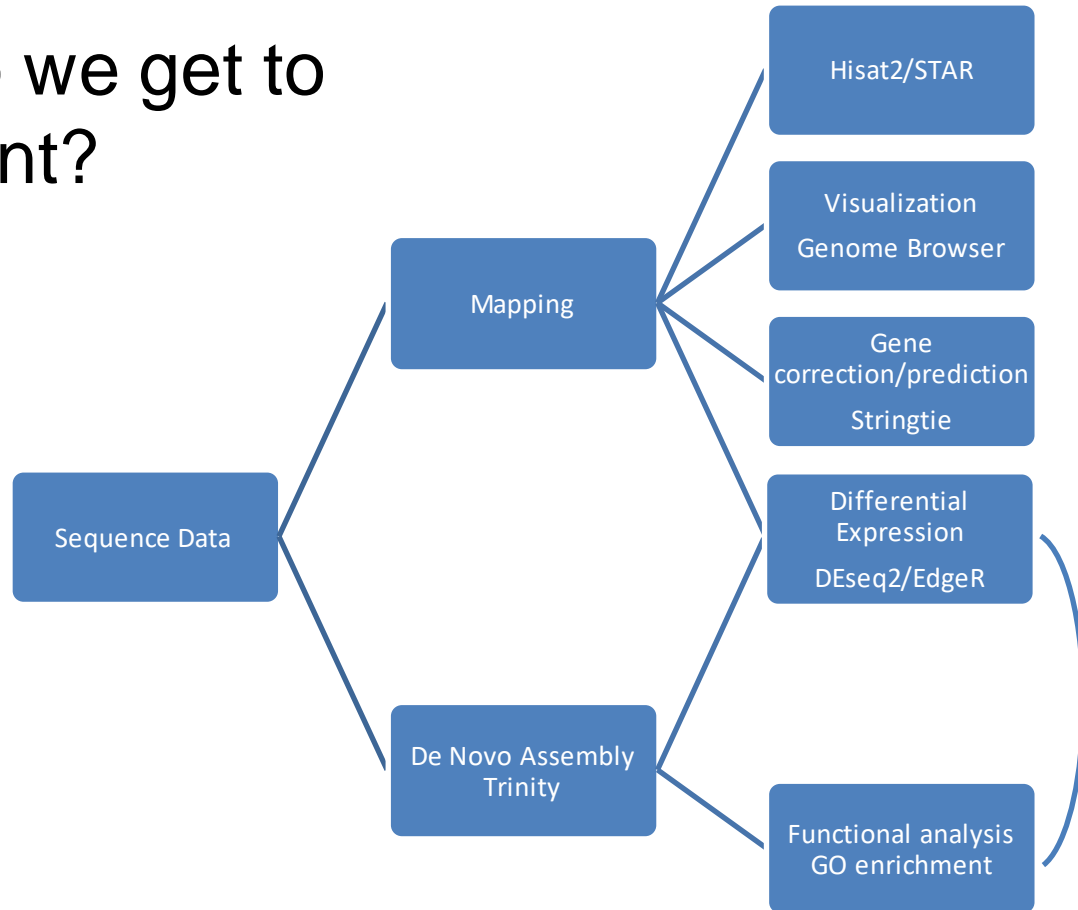 we get to
nt?
Hisat2/STAR
Visualization
Genome Browser
Mapping
Gene
correction/prediction
Stringtie
Sequence Data
Differential
Expression
DEseq2/EdgeR
De Novo Assembly
Trinity
Functional analysis
GO enrichment